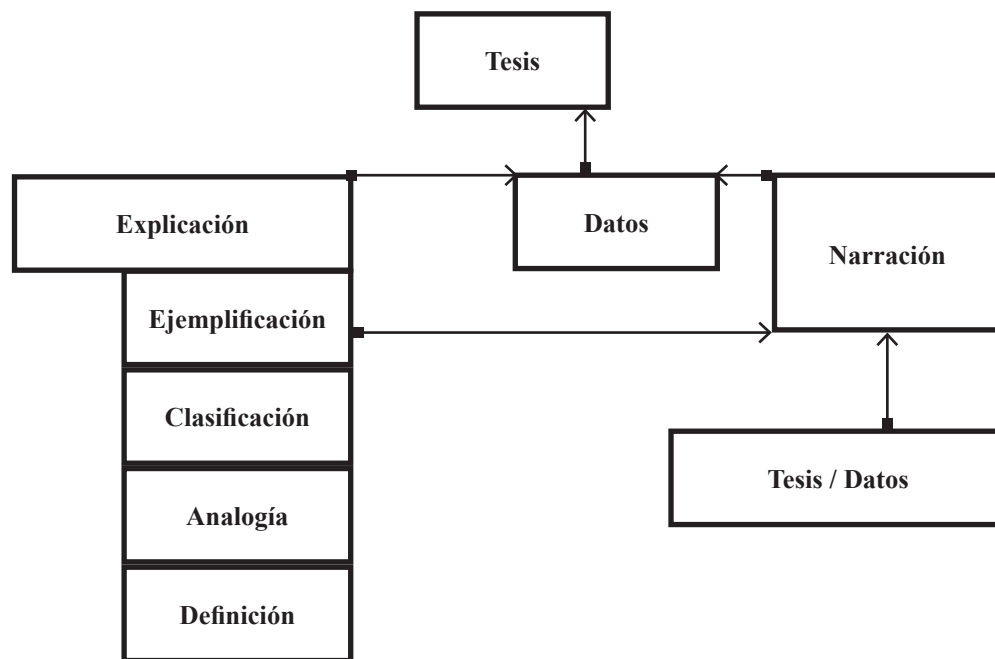 Tesis
Explicación
Datos
Narración
Ejemplificación
Clasificación
Tesis / Datos
Analogía
Definición